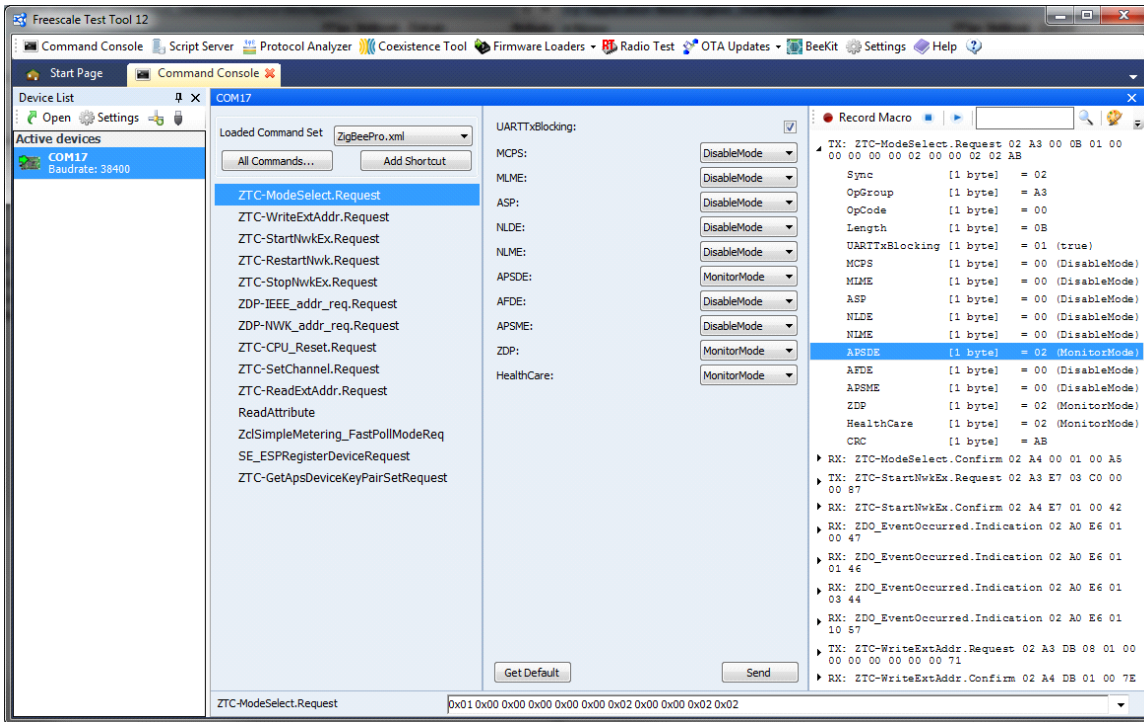 Freescale Test Tool 12
Command Console Script Server Protocol Analyzer Coexistence Tool Firmware Loaders Radio Test OTA Updates BeeKit Settings Help
Start Page Command Console
Device List
Open Settings
Active devices
COM17
Baudrate: 38400
COM17
Loaded Command Set ZigBeePro.xml
All Commands... Add Shortcut
ZTC-ModeSelect.Request
ZTC-WriteExtAddr.Request
ZTC-StartNwkEx.Request
ZTC-RestartNwk.Request
ZTC-StopNwkEx.Request
ZDP-IEEE_addr_req.Request
ZDP-NWK_addr_req.Request
ZTC-CPU_Reset.Request
ZTC-SetChannel.Request
ZTC-ReadExtAddr.Request
ReadAttribute
ZclSimpleMetering_FastPollModeReq
SE_ESPRegisterDeviceRequest
ZTC-GetApsDeviceKeyPairSetRequest
UARTTxBlocking:
MCPS: DisableMode
MLME: DisableMode
ASP: DisableMode
NLDE: DisableMode
NLME: DisableMode
APSDE: MonitorMode
AFDE: DisableMode
APSME: DisableMode
ZDP: MonitorMode
HealthCare: MonitorMode
Get Default Send
Record Macro
TX: ZTC-ModeSelect.Request 02 A3 00 0B 01 00
00 00 00 00 02 00 00 02 02 AB
Sync [1 byte] = 02
OpGroup [1 byte] = A3
OpCode [1 byte] = 00
Length [1 byte] = 0B
UARTTxBlocking [1 byte] = 01 (true)
MCPS [1 byte] = 00 (DisableMode)
MLME [1 byte] = 00 (DisableMode)
ASP [1 byte] = 00 (DisableMode)
NLDE [1 byte] = 00 (DisableMode)
NLME [1 byte] = 00 (DisableMode)
APSDE [1 byte] = 02 (MonitorMode)
AFDE [1 byte] = 00 (DisableMode)
APSME [1 byte] = 00 (DisableMode)
ZDP [1 byte] = 02 (MonitorMode)
HealthCare [1 byte] = 02 (MonitorMode)
CRC [1 byte] = AB
RX: ZTC-ModeSelect.Confirm 02 A4 00 01 00 A5
TX: ZTC-StartNwkEx.Request 02 A3 E7 03 C0 00
00 87
RX: ZTC-StartNwkEx.Confirm 02 A4 E7 01 00 42
RX: ZDO_EventOccurred.Indication 02 A0 E6 01
00 47
RX: ZDO_EventOccurred.Indication 02 A0 E6 01
01 46
RX: ZDO_EventOccurred.Indication 02 A0 E6 01
03 44
RX: ZDO_EventOccurred.Indication 02 A0 E6 01
10 57
TX: ZTC-WriteExtAddr.Request 02 A3 DB 08 01 00
00 00 00 00 00 00 71
RX: ZTC-WriteExtAddr.Confirm 02 A4 DB 01 00 7E
ZTC-ModeSelect.Request 0x01 0x00 0x00 0x00 0x00 0x00 0x02 0x00 0x00 0x02 0x02